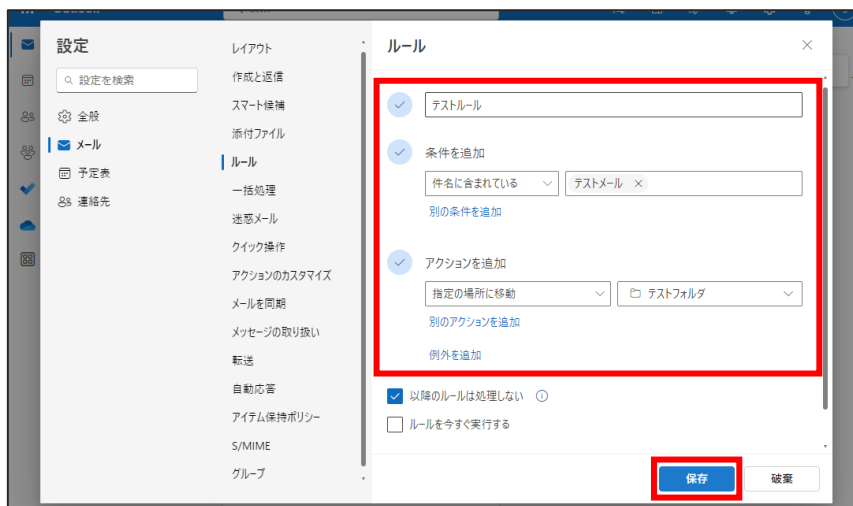 設定
設定を検索
全般
メール
予定表
連絡先
レイアウト
作成と返信
スマート候補
添付ファイル
ルール
一括処理
迷惑メール
クイック操作
アクションのカスタマイズ
メールを同期
メッセージの取り扱い
転送
自動応答
アイテム保持ポリシー
S/MIME
グループ
ルール
テストルール
条件を追加
件名に含まれている テストメール
別の条件を追加
アクションを追加
指定の場所に移動 テストフォルダ
別のアクションを追加
例外を追加
以降のルールは処理しない
ルールを今すぐ実行する
保存 破棄